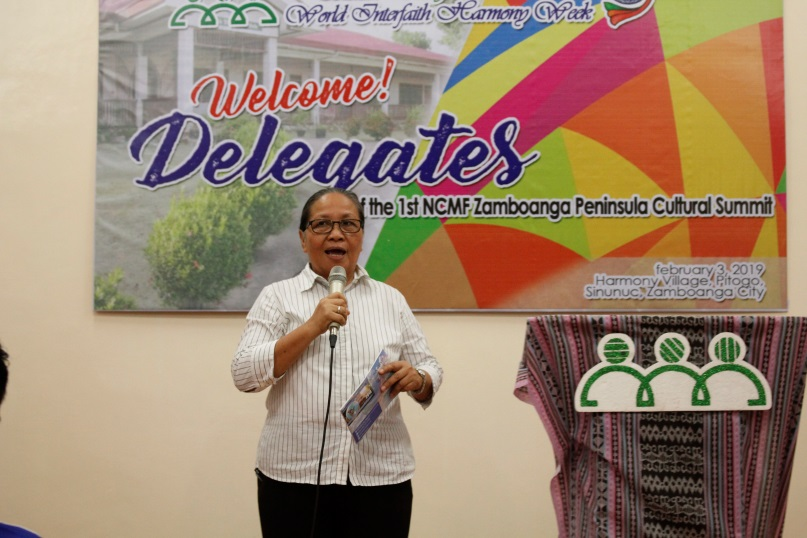 World Interfaith Harmony Week
Welcome!
Delegates
the 1st NCMF Zamboanga Peninsula Cultural Summit
february 3, 2019
Harmony Village, Pitogo,
Sinunuc, Zamboanga City